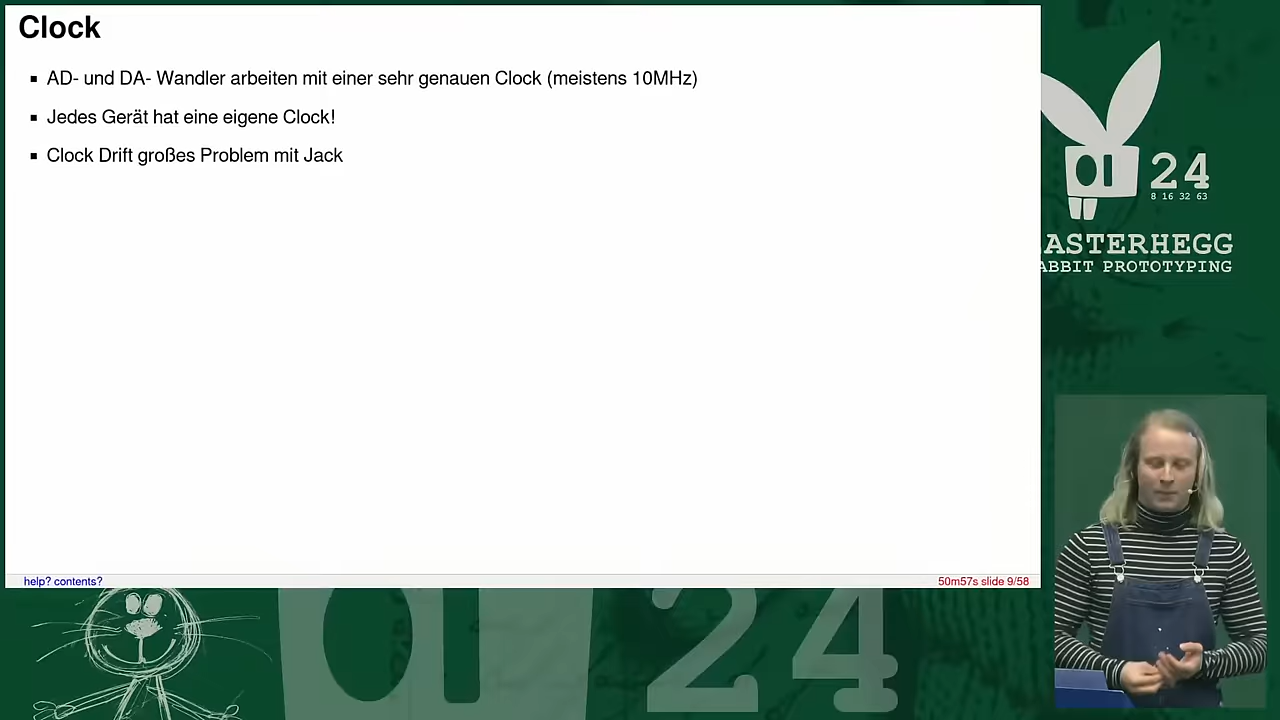 Clock
AD- und DA- Wandler arbeiten mit einer sehr genauen Clock (meistens 10MHz)
Jedes Gerät hat eine eigene Clock!
Clock Drift großes Problem mit Jack
help? contents?
50m57s slide 9/58
24
8 16 32 63
ASTERHEGG
ABBIT PROTOTYPING
24